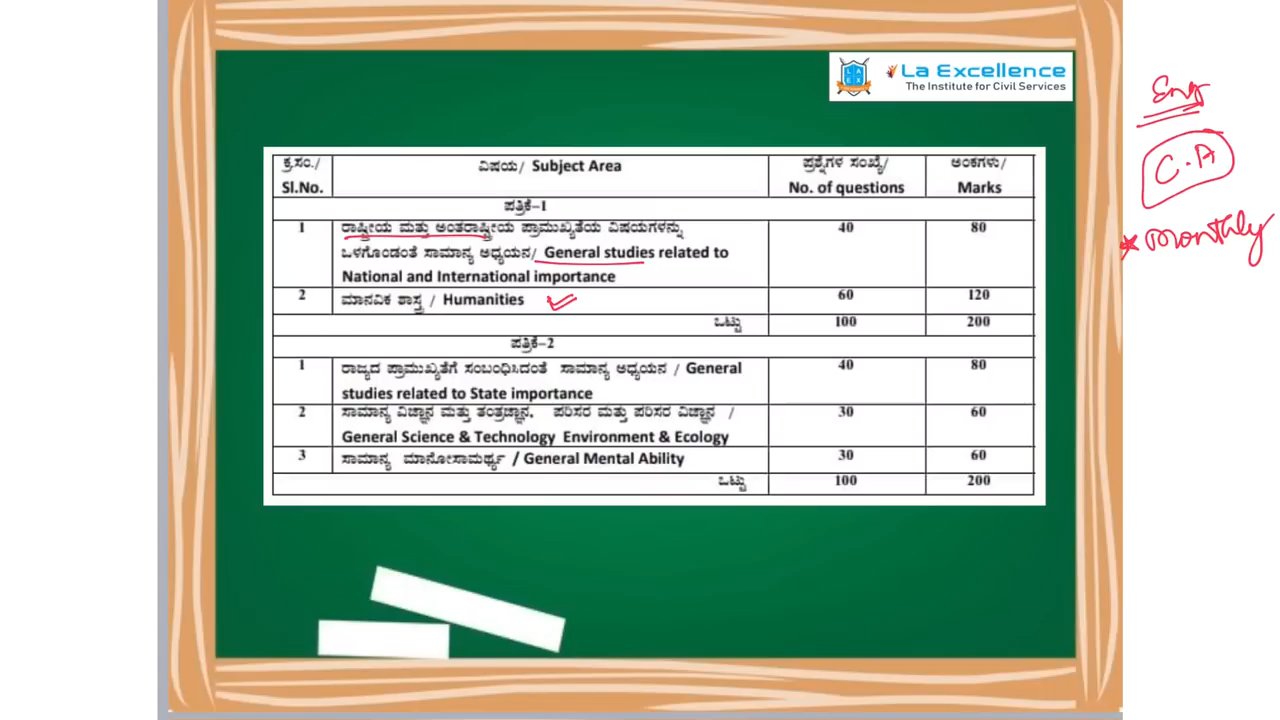 La Excellence
The Institute for Civil Services
Eng
C.A
* monthly
ಕ್ರ.ಸಂ./ ವಿಷಯ/ Subject Area ಪ್ರಶ್ನೆಗಳ ಸಂಖ್ಯೆ/ ಅಂಕಗಳು/
Sl.No. No. of questions Marks
ಪತ್ರಿಕೆ–1
1 ರಾಷ್ಟ್ರೀಯ ಮತ್ತು ಅಂತರಾಷ್ಟ್ರೀಯ ಪ್ರಾಮುಖ್ಯತೆಯ ವಿಷಯಗಳನ್ನು 40 80
ಒಳಗೊಂಡಂತೆ ಸಾಮಾನ್ಯ ಅಧ್ಯಯನ/ General studies related to
National and International importance
2 ಮಾನವಿಕ ಶಾಸ್ತ್ರ / Humanities 60 120
ಒಟ್ಟು 100 200
ಪತ್ರಿಕೆ–2
1 ರಾಜ್ಯದ ಪ್ರಾಮುಖ್ಯತೆಗೆ ಸಂಬಂಧಿಸಿದಂತೆ ಸಾಮಾನ್ಯ ಅಧ್ಯಯನ / General 40 80
studies related to State importance
2 ಸಾಮಾನ್ಯ ವಿಜ್ಞಾನ ಮತ್ತು ತಂತ್ರಜ್ಞಾನ, ಪರಿಸರ ಮತ್ತು ಪರಿಸರ ವಿಜ್ಞಾನ / 30 60
General Science & Technology Environment & Ecology
3 ಸಾಮಾನ್ಯ ಮಾನೋಸಾಮರ್ಥ್ಯ / General Mental Ability 30 60
ಒಟ್ಟು 100 200